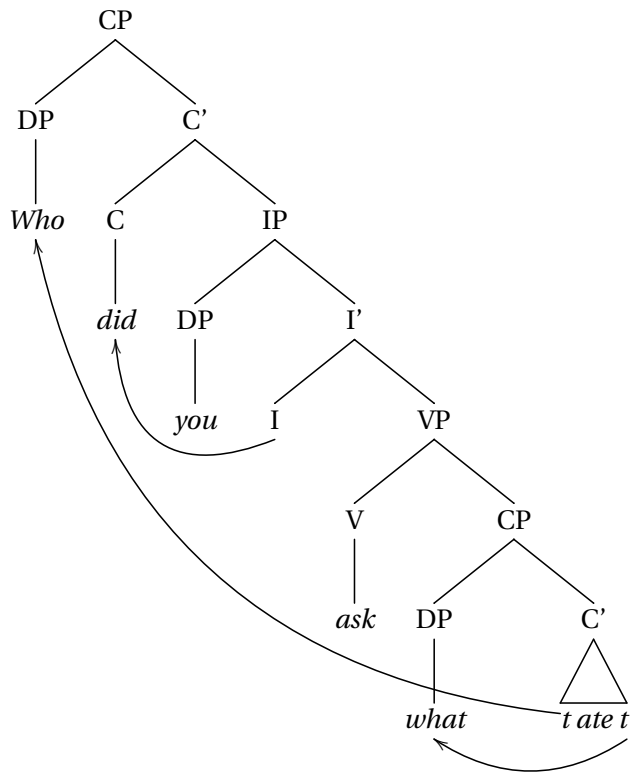 CP
DP C’
Who C IP
did DP I’
you I VP
V CP
ask DP C’
what t ate t